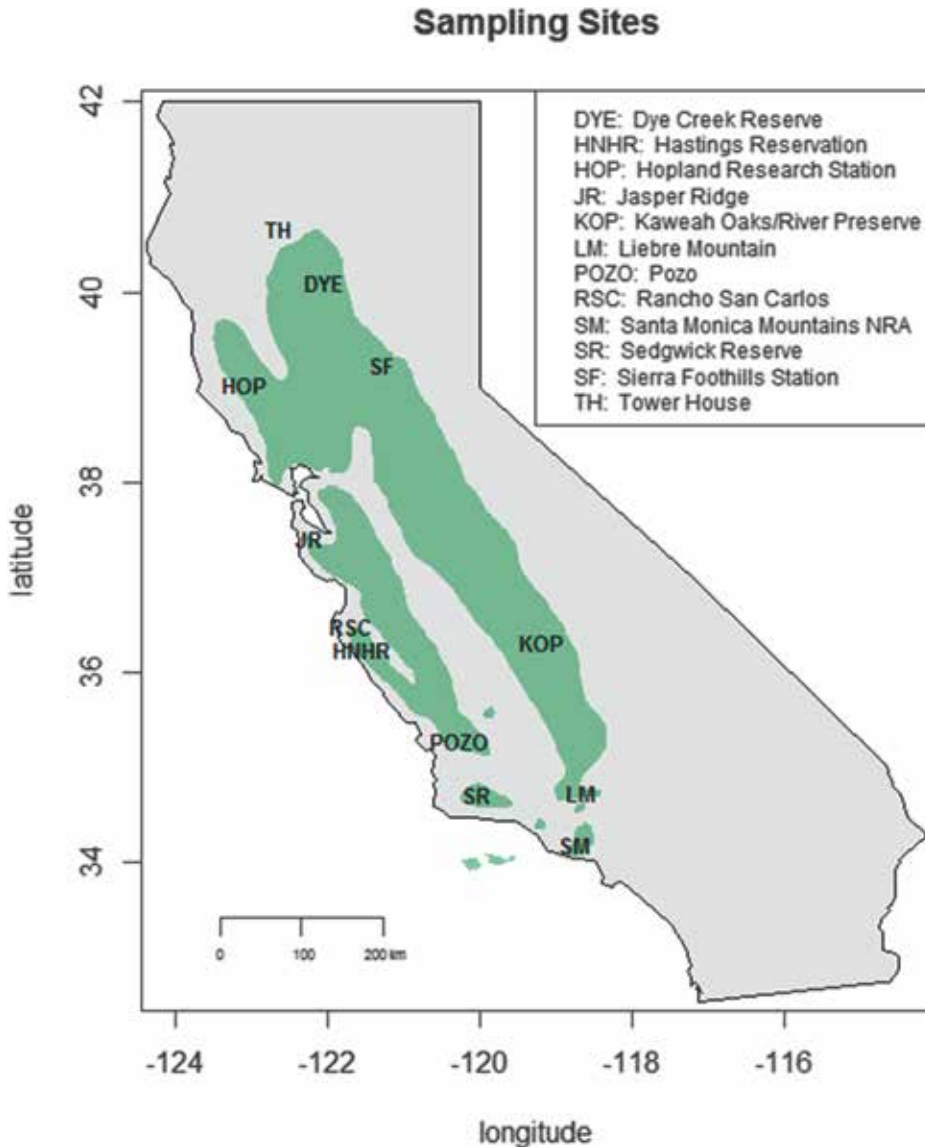 Sampling Sites
DYE: Dye Creek Reserve
HNHR: Hastings Reservation
HOP: Hopland Research Station
JR: Jasper Ridge
KOP: Kaweah Oaks/River Preserve
LM: Liebre Mountain
POZO: Pozo
RSC: Rancho San Carlos
SM: Santa Monica Mountains NRA
SR: Sedgwick Reserve
SF: Sierra Foothills Station
TH: Tower House
42
40
38
36
34
latitude
TH
DYE
SF
HOP
JR
RSC
HNHR
KOP
POZO
SR
LM
SM
0 100 200 km
-124 -122 -120 -118 -116
longitude